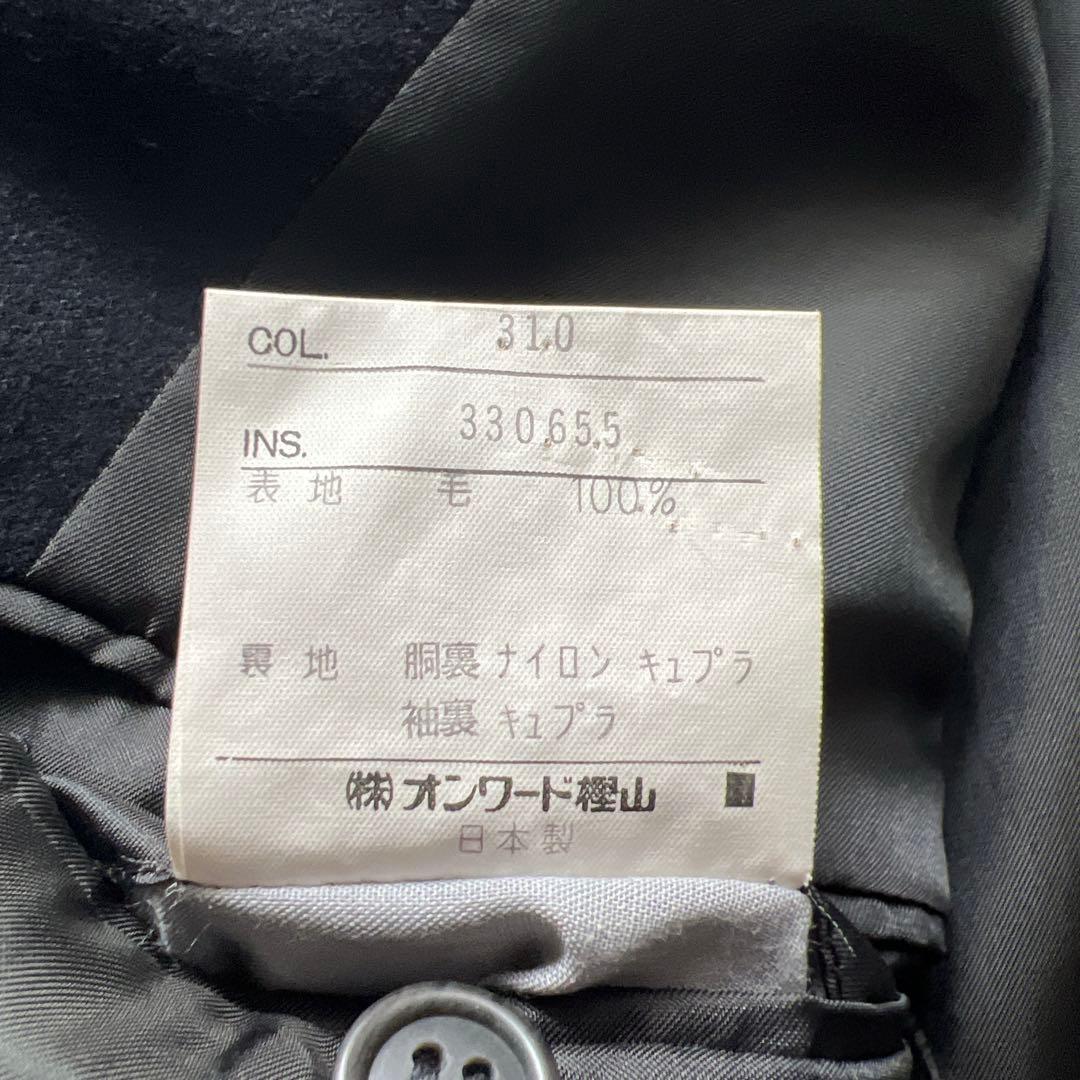 COL. 310
INS. 330655
表地 毛 100%
裏地 胴裏 ナイロン キュプラ
袖裏 キュプラ
(株)オンワード樫山
日本製